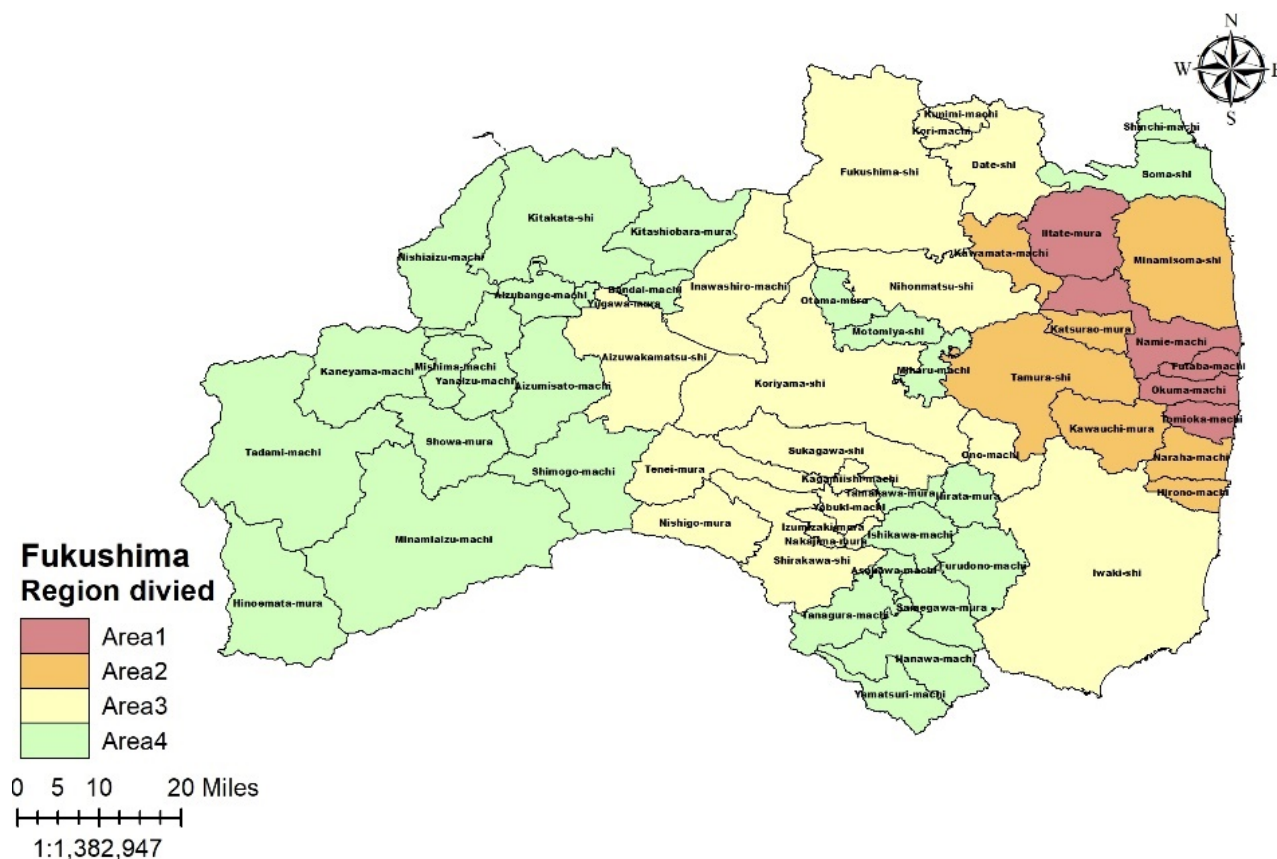 N
W
E
S
Kunimi-machi
Kori-machi
Shinchi-machi
Date-shi
Fukushima-shi
Soma-shi
Kitakata-shi
Kitashiobara-mura
Iitate-mura
Nishiaizu-machi
Kawamata-machi
Minamisoma-shi
Aizubange-machi
Bandai-machi
Inawashiro-machi
Nihonmatsu-shi
Yugawa-mura
Otama-mura
Motomiya-shi
Katsurao-mura
Namie-machi
Aizuwakamatsu-shi
Mishima-machi
Kaneyama-machi
Yanaizu-machi
Aizumisato-machi
Koriyama-shi
Miharu-machi
Tamura-shi
Futaba-machi
Okuma-machi
Tomioka-machi
Kawauchi-mura
Showa-mura
Tadami-machi
Sukagawa-shi
Ono-machi
Naraha-machi
Shimogo-machi
Tenei-mura
Kagamiishi-machi
Tamakawa-mura
Hirata-mura
Hirono-machi
Yabuki-machi
Nishigo-mura
Izumizaki-mura
Ishikawa-machi
Minamiaizu-machi
Nakajima-mura
Shirakawa-shi
Asakawa-machi
Furudono-machi
Iwaki-shi
Hinoemata-mura
Tanagura-machi
Samegawa-mura
Hanawa-machi
Yamatsuri-machi
Fukushima
Region divied
Area1
Area2
Area3
Area4
0 5 10 20 Miles
1:1,382,947